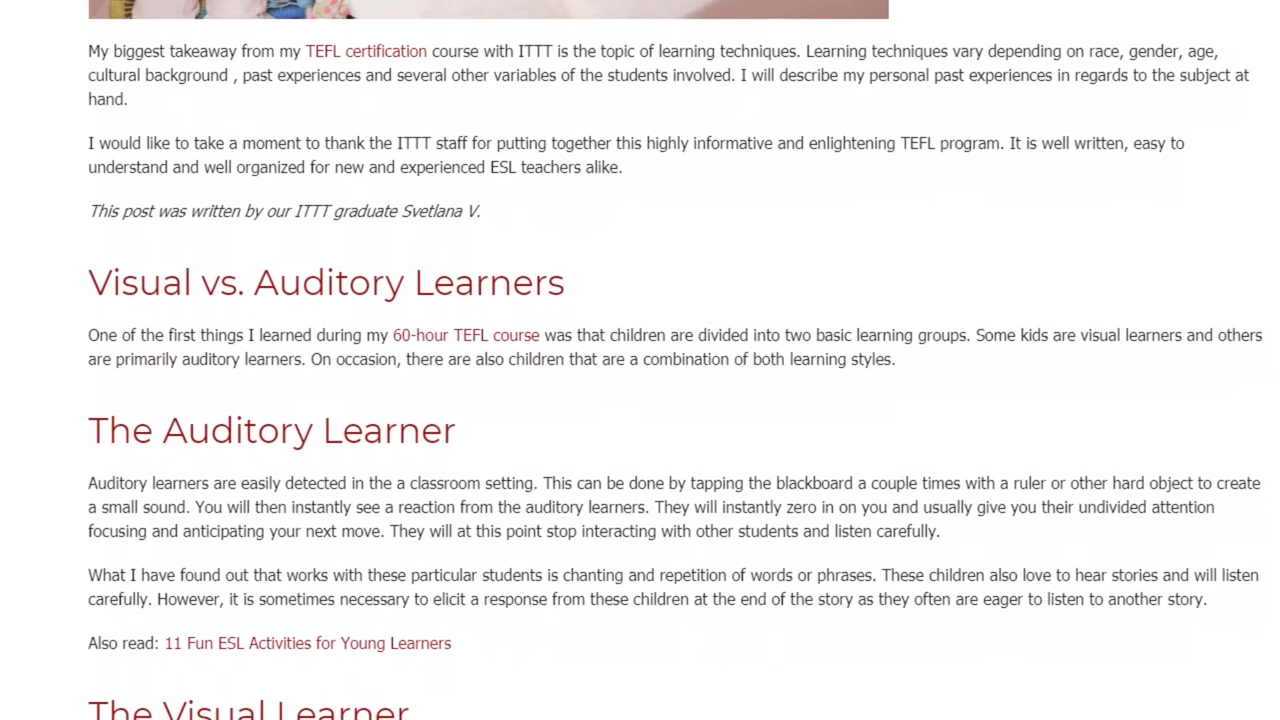 My biggest takeaway from my TEFL certification course with ITTT is the topic of learning techniques. Learning techniques vary depending on race, gender, age,
cultural background , past experiences and several other variables of the students involved. I will describe my personal past experiences in regards to the subject at
hand.
I would like to take a moment to thank the ITTT staff for putting together this highly informative and enlightening TEFL program. It is well written, easy to
understand and well organized for new and experienced ESL teachers alike.
This post was written by our ITTT graduate Svetlana V.
Visual vs. Auditory Learners
One of the first things I learned during my 60-hour TEFL course was that children are divided into two basic learning groups. Some kids are visual learners and others
are primarily auditory learners. On occasion, there are also children that are a combination of both learning styles.
The Auditory Learner
Auditory learners are easily detected in the a classroom setting. This can be done by tapping the blackboard a couple times with a ruler or other hard object to create
a small sound. You will then instantly see a reaction from the auditory learners. They will instantly zero in on you and usually give you their undivided attention
focusing and anticipating your next move. They will at this point stop interacting with other students and listen carefully.
What I have found out that works with these particular students is chanting and repetition of words or phrases. These children also love to hear stories and will listen
carefully. However, it is sometimes necessary to elicit a response from these children at the end of the story as they often are eager to listen to another story.
Also read: 11 Fun ESL Activities for Young Learners
The Visual Learner